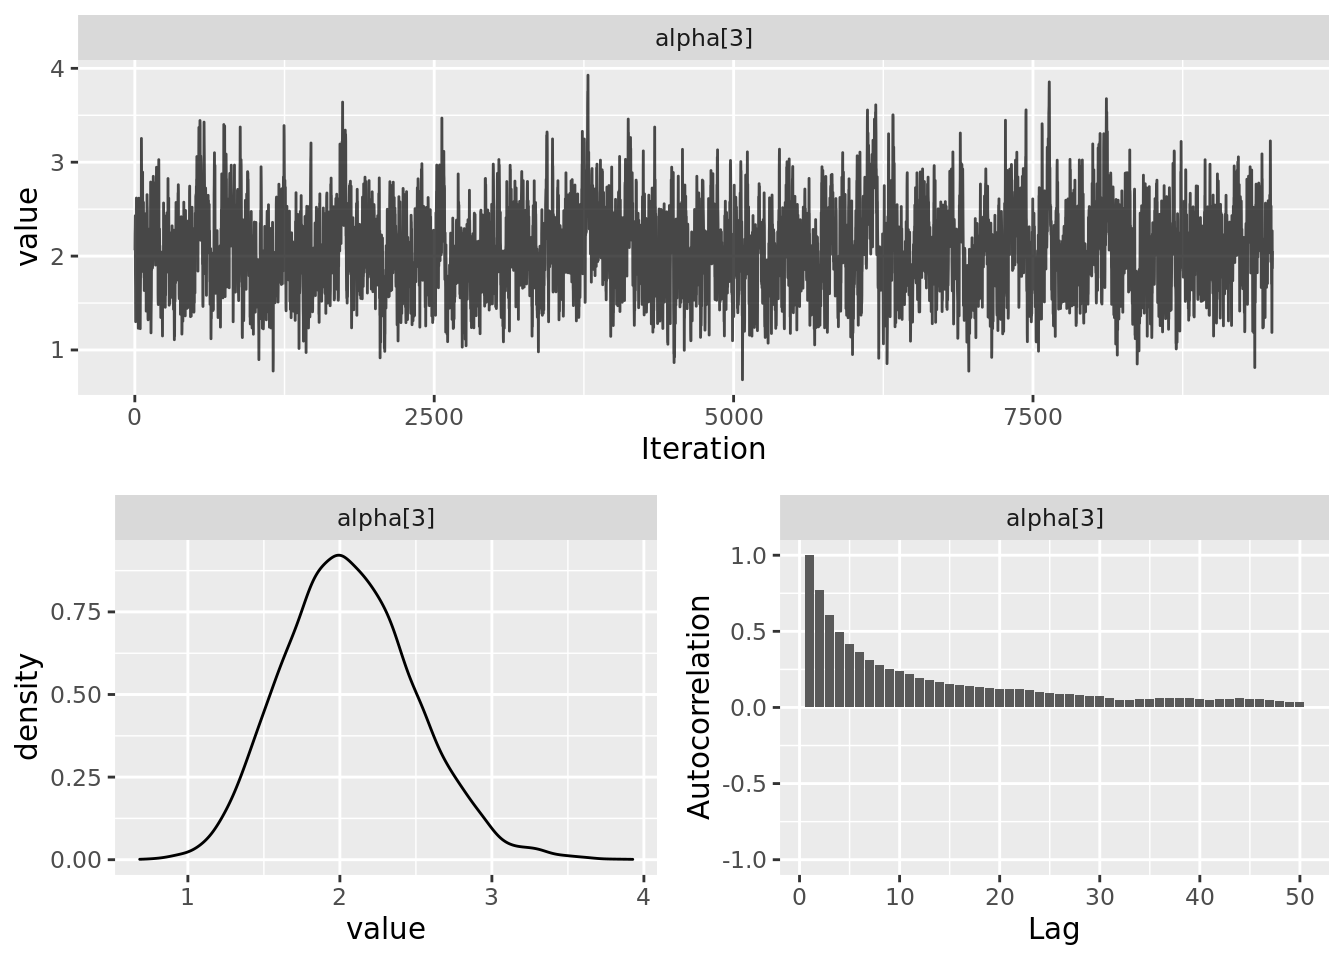 alpha[3]
4
3
2
1
value
0 2500 5000 7500
Iteration
alpha[3]
0.75
0.50
0.25
0.00
density
1 2 3 4
value
alpha[3]
1.0
0.5
0.0
-0.5
-1.0
Autocorrelation
0 10 20 30 40 50
Lag